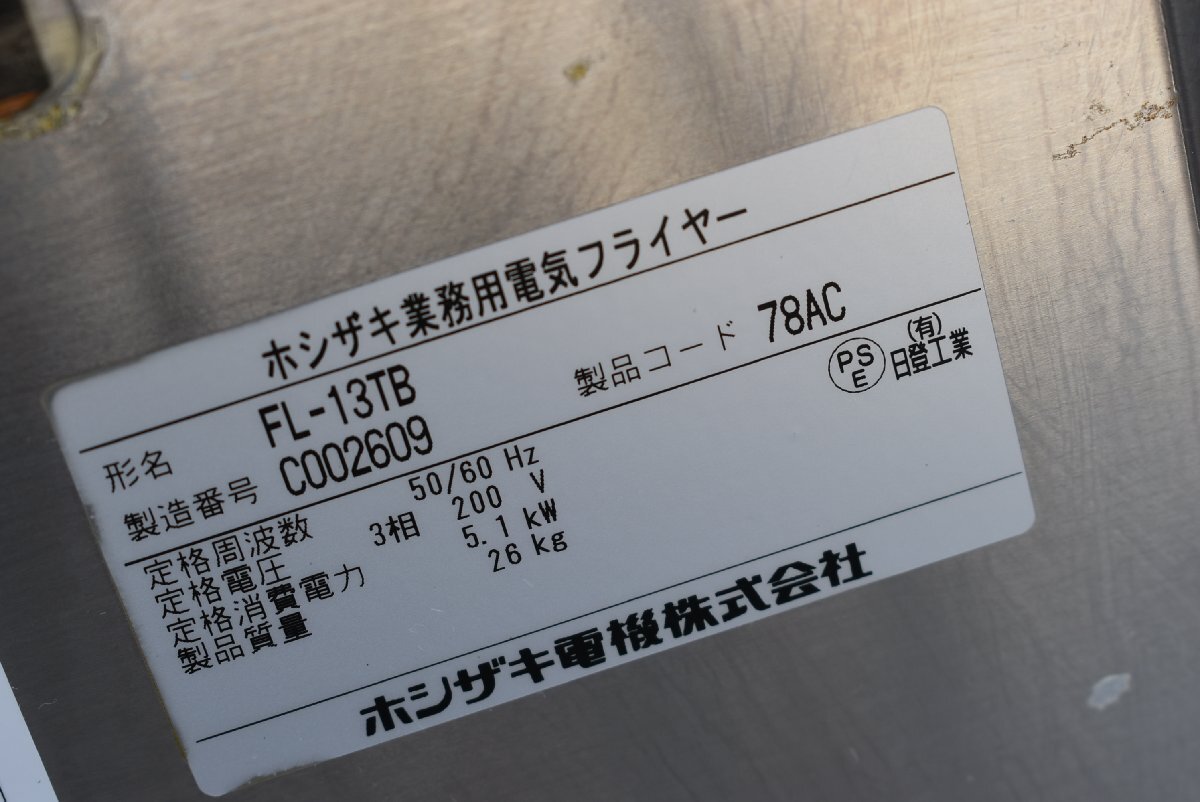 ホシザキ業務用電気フライヤー
形名 FL-13TB
製造番号 C002609 製品コード 78AC
定格周波数 50/60 Hz
定格電圧 3相 200 V
定格消費電力 5.1 kW
製品質量 26 kg
PSE (有)日登工業
ホシザキ電機株式会社